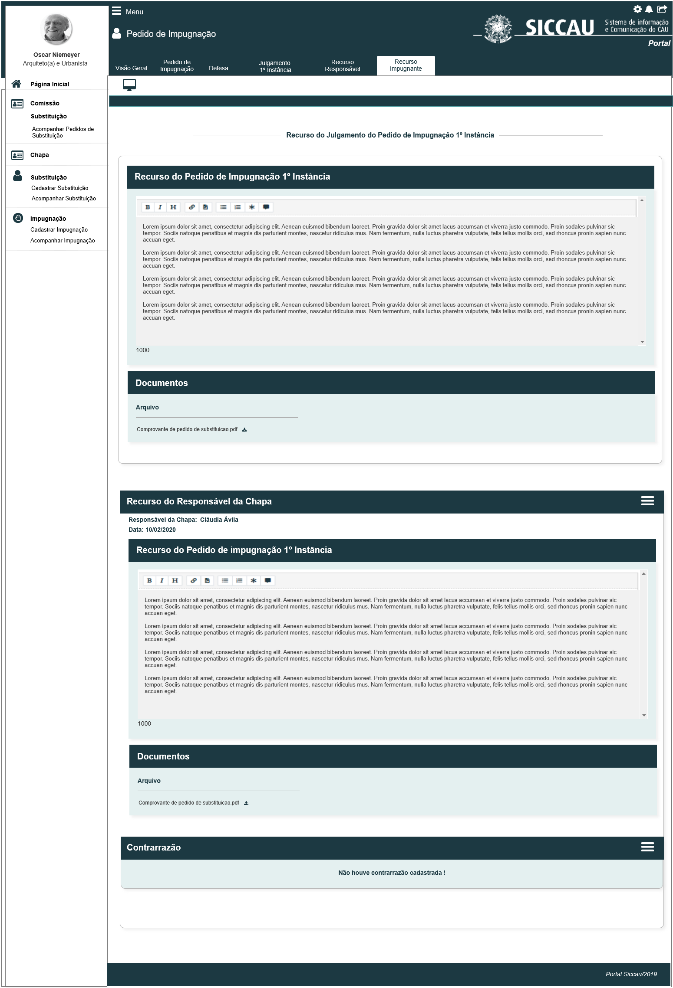 Menu
SICCAU Sistema de informação
e Comunicação do CAU
Portal
Pedido de Impugnação
Oscar Niemeyer
Arquiteto(a) e Urbanista
Visão Geral
Pedido de
Impugnação
Defesa
Julgamento
1º Instância
Recurso
Responsável
Recurso
Impugnante
Página Inicial
Comissão
Substituição
Acompanhar Pedidos de
Substituição
Chapa
Substituição
Cadastrar Substituição
Acompanhar Substituição
Impugnação
Cadastrar Impugnação
Acompanhar Impugnação
Recurso do Julgamento do Pedido de Impugnação 1º Instância
Recurso do Pedido de Impugnação 1º Instância
B I H
Lorem ipsum dolor sit amet, consectetur adipiscing elit. Aenean euismod bibendum laoreet. Proin gravida dolor sit amet lacus accumsan et viverra justo commodo. Proin sodales pulvinar sic
tempor. Sociis natoque penatibus et magnis dis parturient montes, nascetur ridiculus mus. Nam fermentum, nulla luctus pharetra vulputate, felis tellus mollis orci, sed rhoncus pronin sapien nunc
accuan eget.
Lorem ipsum dolor sit amet, consectetur adipiscing elit. Aenean euismod bibendum laoreet. Proin gravida dolor sit amet lacus accumsan et viverra justo commodo. Proin sodales pulvinar sic
tempor. Sociis natoque penatibus et magnis dis parturient montes, nascetur ridiculus mus. Nam fermentum, nulla luctus pharetra vulputate, felis tellus mollis orci, sed rhoncus pronin sapien nunc
accuan eget.
Lorem ipsum dolor sit amet, consectetur adipiscing elit. Aenean euismod bibendum laoreet. Proin gravida dolor sit amet lacus accumsan et viverra justo commodo. Proin sodales pulvinar sic
tempor. Sociis natoque penatibus et magnis dis parturient montes, nascetur ridiculus mus. Nam fermentum, nulla luctus pharetra vulputate, felis tellus mollis orci, sed rhoncus pronin sapien nunc
accuan eget.
Lorem ipsum dolor sit amet, consectetur adipiscing elit. Aenean euismod bibendum laoreet. Proin gravida dolor sit amet lacus accumsan et viverra justo commodo. Proin sodales pulvinar sic
tempor. Sociis natoque penatibus et magnis dis parturient montes, nascetur ridiculus mus. Nam fermentum, nulla luctus pharetra vulputate, felis tellus mollis orci, sed rhoncus pronin sapien nunc
accuan eget.
1000
Documentos
Arquivo
Comprovante de pedido de substituicao.pdf
Recurso do Responsável da Chapa
Responsável da Chapa: Cláudia Ávila
Data: 10/02/2020
Recurso do Pedido de impugnação 1º Instância
B I H
Lorem ipsum dolor sit amet, consectetur adipiscing elit. Aenean euismod bibendum laoreet. Proin gravida dolor sit amet lacus accumsan et viverra justo commodo. Proin sodales pulvinar sic
tempor. Sociis natoque penatibus et magnis dis parturient montes, nascetur ridiculus mus. Nam fermentum, nulla luctus pharetra vulputate, felis tellus mollis orci, sed rhoncus pronin sapien nunc
accuan eget.
Lorem ipsum dolor sit amet, consectetur adipiscing elit. Aenean euismod bibendum laoreet. Proin gravida dolor sit amet lacus accumsan et viverra justo commodo. Proin sodales pulvinar sic
tempor. Sociis natoque penatibus et magnis dis parturient montes, nascetur ridiculus mus. Nam fermentum, nulla luctus pharetra vulputate, felis tellus mollis orci, sed rhoncus pronin sapien nunc
accuan eget.
Lorem ipsum dolor sit amet, consectetur adipiscing elit. Aenean euismod bibendum laoreet. Proin gravida dolor sit amet lacus accumsan et viverra justo commodo. Proin sodales pulvinar sic
tempor. Sociis natoque penatibus et magnis dis parturient montes, nascetur ridiculus mus. Nam fermentum, nulla luctus pharetra vulputate, felis tellus mollis orci, sed rhoncus pronin sapien nunc
accuan eget.
Lorem ipsum dolor sit amet, consectetur adipiscing elit. Aenean euismod bibendum laoreet. Proin gravida dolor sit amet lacus accumsan et viverra justo commodo. Proin sodales pulvinar sic
tempor. Sociis natoque penatibus et magnis dis parturient montes, nascetur ridiculus mus. Nam fermentum, nulla luctus pharetra vulputate, felis tellus mollis orci, sed rhoncus pronin sapien nunc
accuan eget.
1000
Documentos
Arquivo
Comprovante de pedido de substituicao.pdf
Contrarrazão
Não houve contrarrazão cadastrada !
Portal Siccau/2019